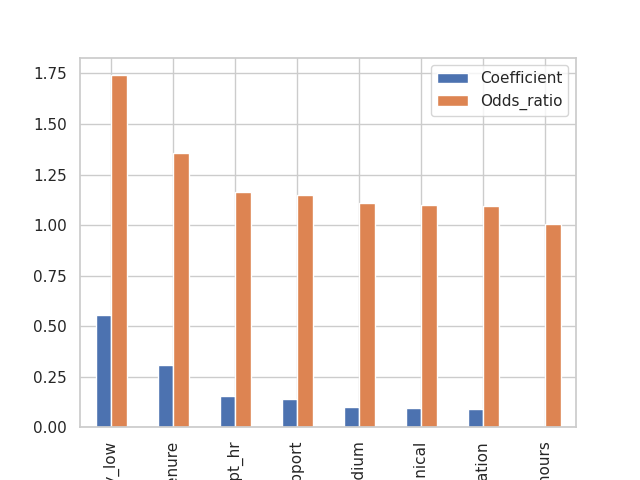 1.75
1.50
1.25
1.00
0.75
0.50
0.25
0.00
Coefficient
Odds_ratio
_low
enure
pt_hr
pport
dium
nical
ation
hours